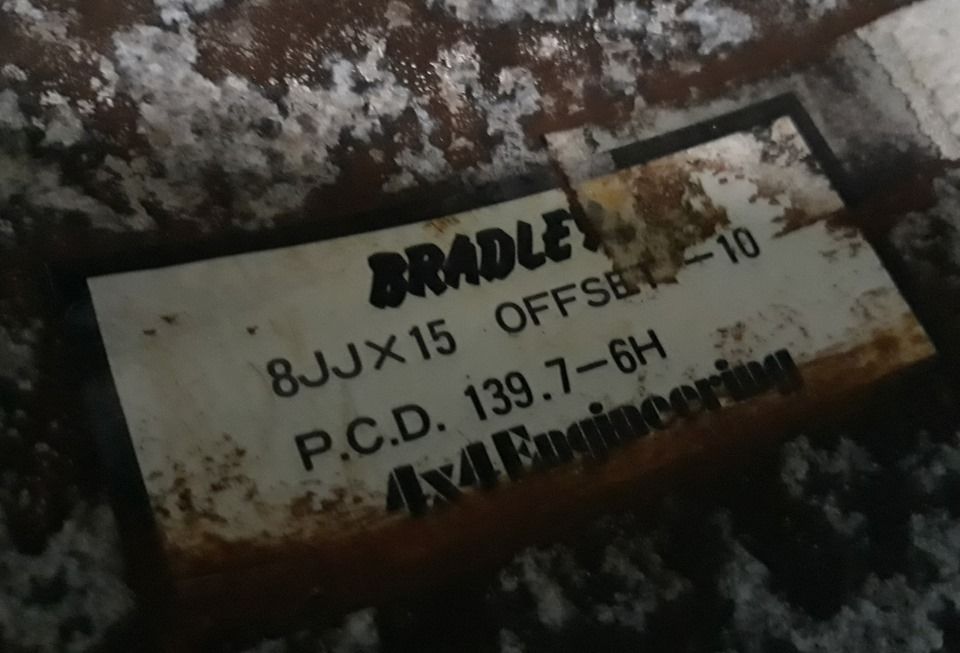 BRADLEY
8JJ×15 OFFSET -10
P.C.D. 139.7-6H
4x4 Engineering